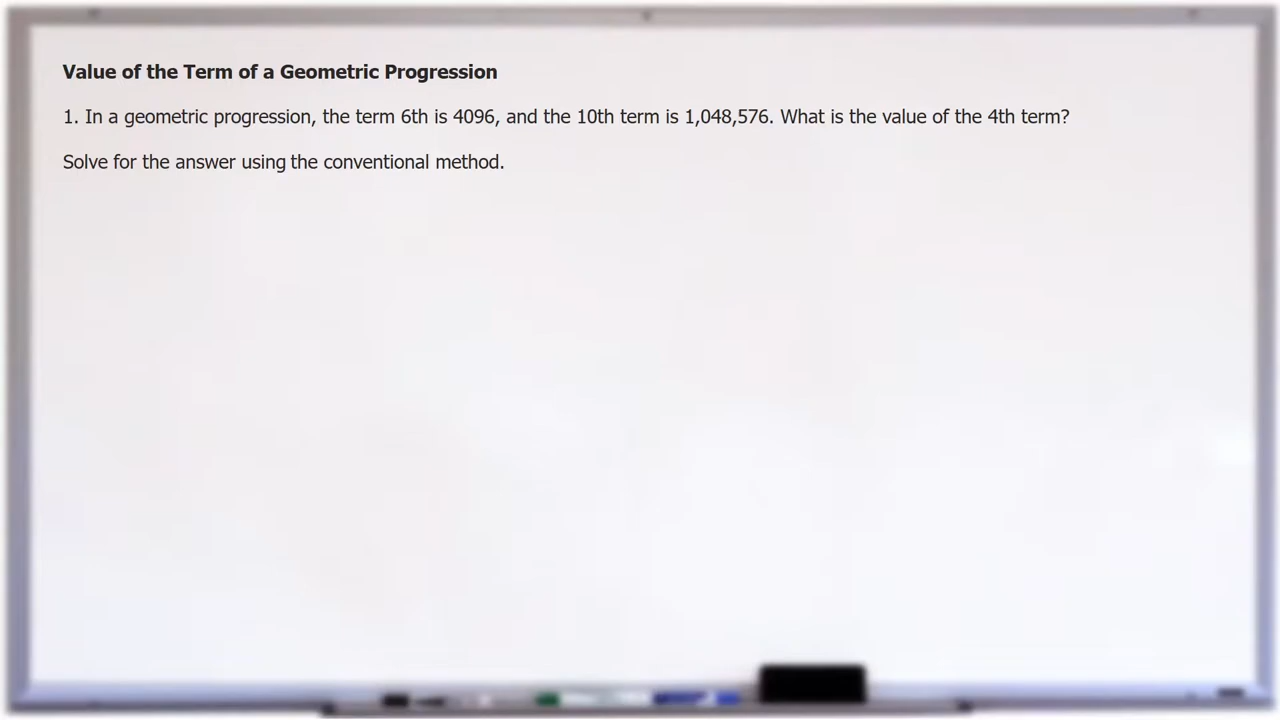 Value of the Term of a Geometric Progression
1. In a geometric progression, the term 6th is 4096, and the 10th term is 1,048,576. What is the value of the 4th term?
Solve for the answer using the conventional method.